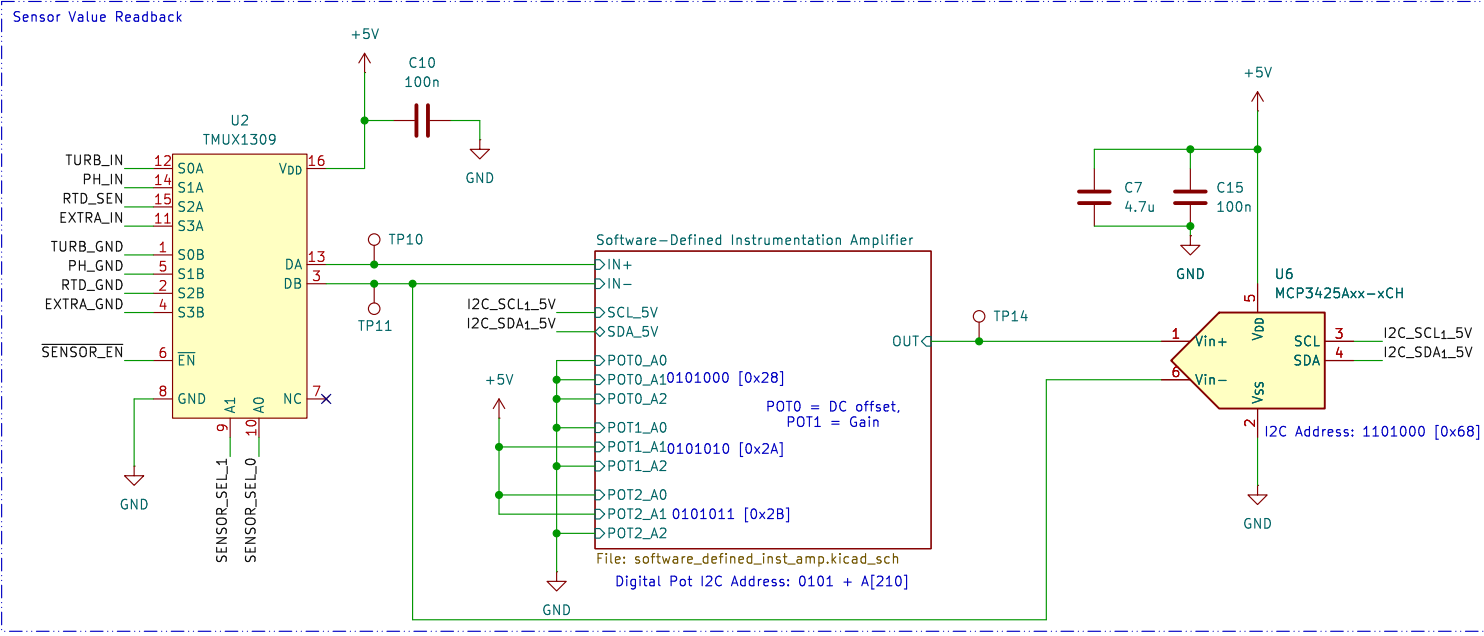 Sensor Value Readback
+5V
C10
100n
GND
U2
TMUX1309
TURB_IN
PH_IN
RTD_SEN
EXTRA_IN
TURB_GND
PH_GND
RTD_GND
EXTRA_GND
SENSOR_EN
12
14
15
11
1
5
2
4
6
8
S0A
S1A
S2A
S3A
S0B
S1B
S2B
S3B
EN
GND
VDD
16
DA
13
DB
3
NC
7
A1
A0
9
10
SENSOR_SEL_1
SENSOR_SEL_0
GND
TP10
TP11
Software-Defined Instrumentation Amplifier
IN+
IN-
I2C_SCL1_5V
I2C_SDA1_5V
SCL_5V
SDA_5V
POT0_A0
POT0_A1
0101000 [0x28]
POT0_A2
POT1_A0
POT1_A1
0101010 [0x2A]
POT1_A2
POT2_A0
POT2_A1
0101011 [0x2B]
POT2_A2
POT0 = DC offset,
POT1 = Gain
OUT
+5V
GND
File: software_defined_inst_amp.kicad_sch
Digital Pot I2C Address: 0101 + A[210]
TP14
+5V
C7
4.7u
C15
100n
GND
U6
MCP3425Axx-xCH
5
VDD
1
Vin+
6
Vin-
SCL
3
I2C_SCL1_5V
SDA
4
I2C_SDA1_5V
Vss
2
I2C Address: 1101000 [0x68]
GND